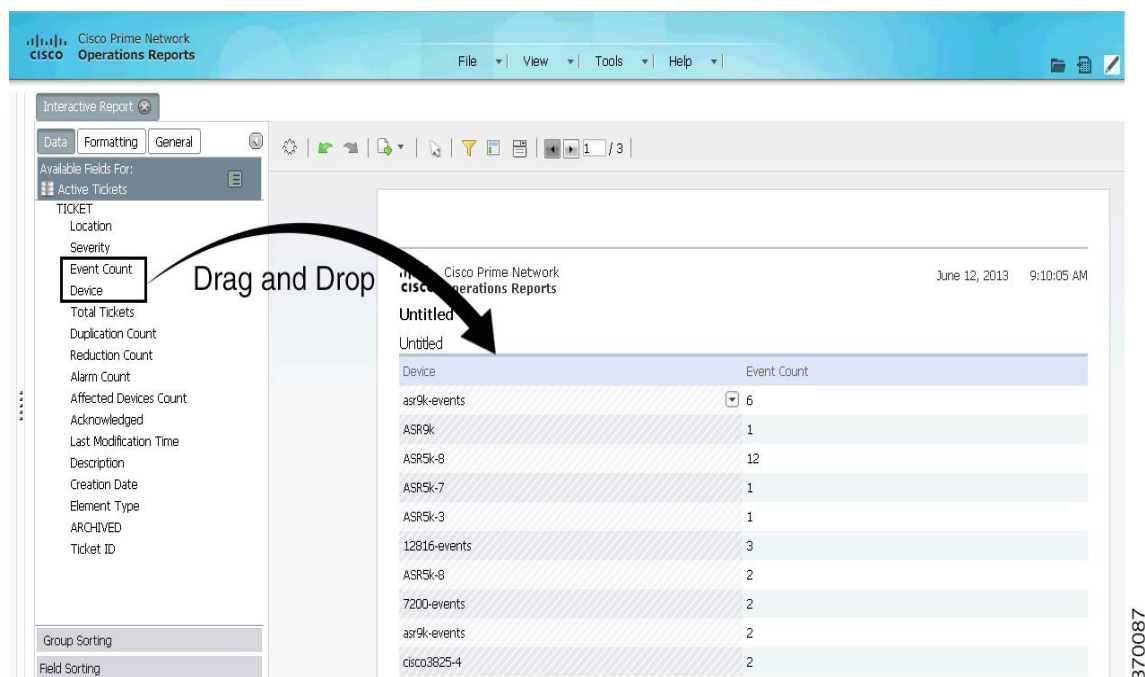 Cisco Prime Network
CISCO Operations Reports
File View Tools Help
Interactive Report
Data Formatting General
1 / 3
Available Fields For:
Active Tickets
TICKET
Location
Severity
Event Count
Device
Total Tickets
Duplication Count
Reduction Count
Alarm Count
Affected Devices Count
Acknowledged
Last Modification Time
Description
Creation Date
Element Type
ARCHIVED
Ticket ID
Group Sorting
Field Sorting
Drag and Drop
Cisco Prime Network
June 12, 2013 9:10:05 AM
Reports
Untitled
Untitled
Device Event Count
asr9k-events 6
ASR9k 1
ASR5k-8 12
ASR5k-7 1
ASR5k-3 1
12816-events 3
ASR5k-8 2
7200-events 2
asr9k-events 2
cisco3825-4 2
370087